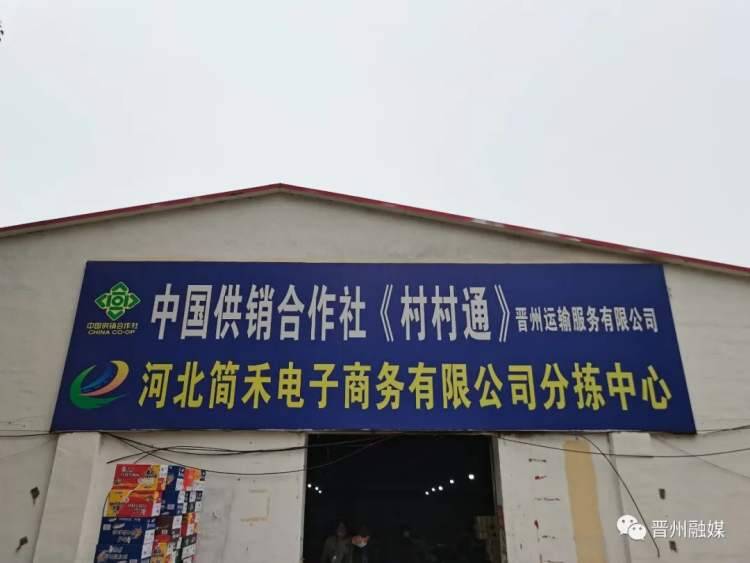 中国供销合作社《村村通》晋州运输服务有限公司
中国供销合作社
CHINA CO-OP
河北简禾电子商务有限公司分拣中心
晋州融媒